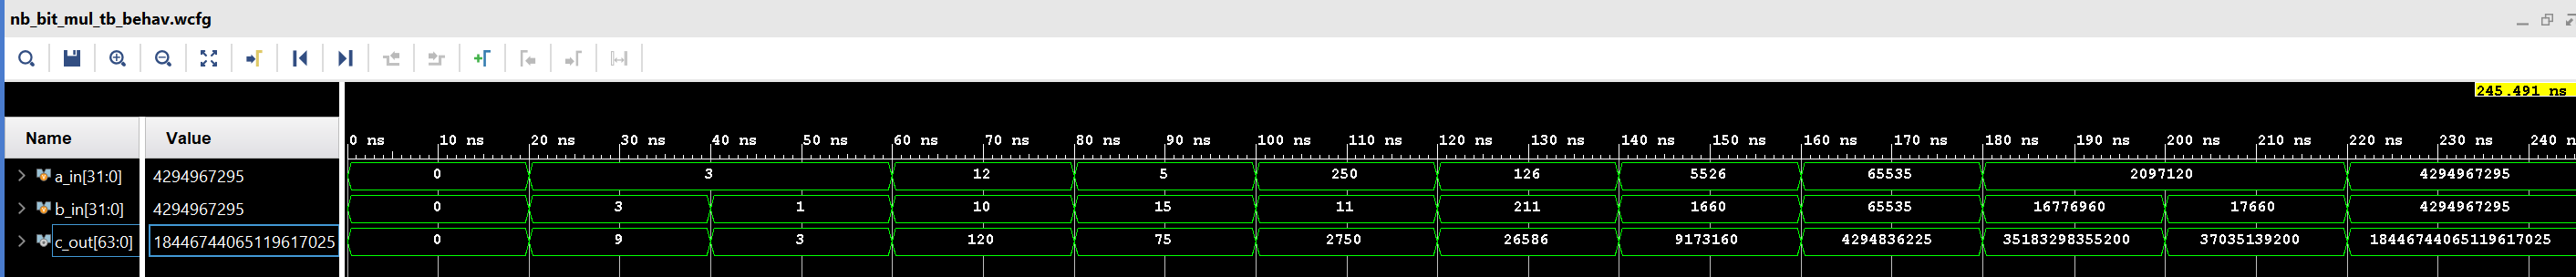 nb_bit_mul_tb_behav.wcfg
245.491 ns
Name Value 0 ns 10 ns 20 ns 30 ns 40 ns 50 ns 60 ns 70 ns 80 ns 90 ns 100 ns 110 ns 120 ns 130 ns 140 ns 150 ns 160 ns 170 ns 180 ns 190 ns 200 ns 210 ns 220 ns 230 ns 240 n
a_in[31:0] 4294967295 0 3 12 5 250 126 5526 65535 2097120 4294967295
b_in[31:0] 4294967295 0 3 1 10 15 11 211 1660 65535 16776960 17660 4294967295
c_out[63:0] 18446744065119617025 0 9 3 120 75 2750 26586 9173160 4294836225 35183298355200 37035139200 18446744065119617025